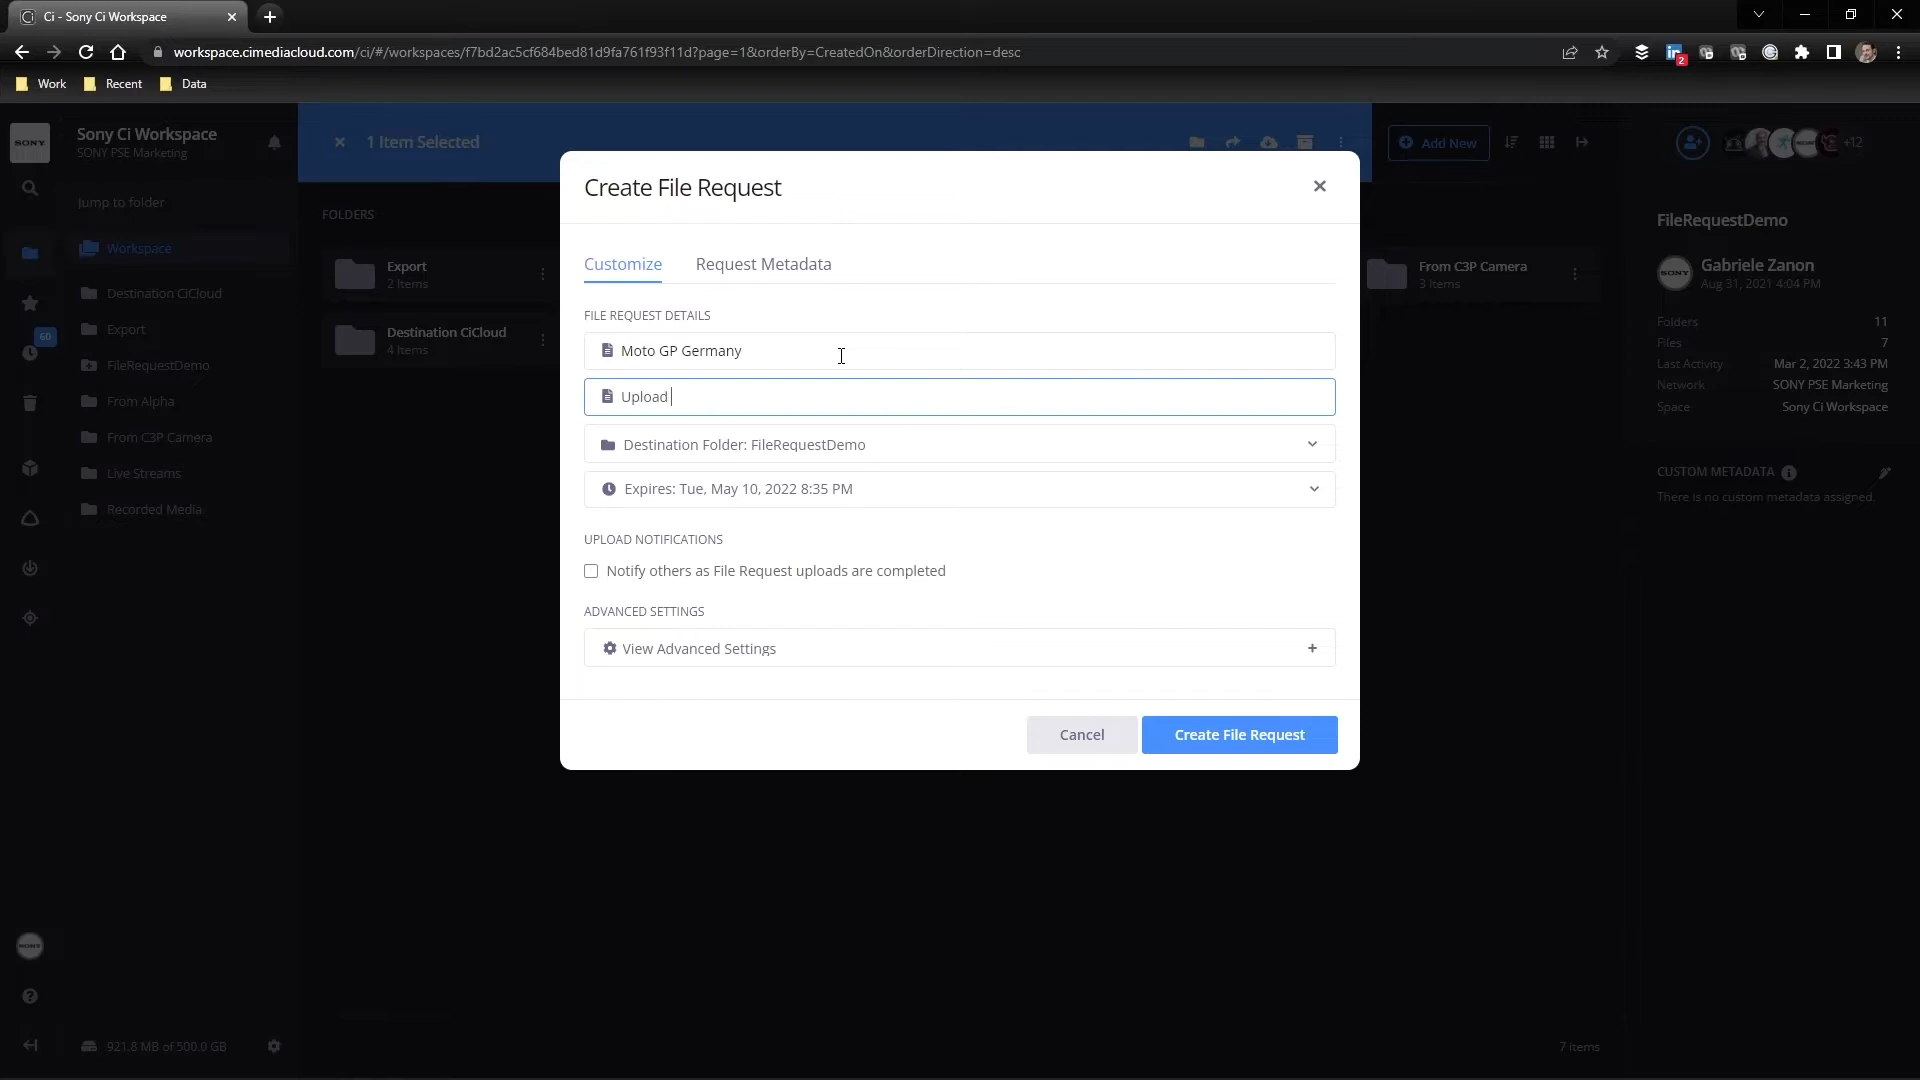 Ci - Sony Ci Workspace
workspace.cimediacloud.com/ci/#/workspaces/f7bd2ac5cf684bed81d9fa761f93f11d?page=1&orderBy=CreatedOn&orderDirection=desc
2
Work
Recent
Data
SONY
Sony Ci Workspace
SONY PSE Marketing
1 Item Selected
Add New
+12
Jump to folder
Workspace
Destination CiCloud
Export
FileRequestDemo
From Alpha
From C3P Camera
Live Streams
Recorded Media
60
FOLDERS
Export
2 Items
Destination CiCloud
4 Items
From C3P Camera
3 Items
Create File Request
Customize
Request Metadata
FILE REQUEST DETAILS
Moto GP Germany
Upload
Destination Folder: FileRequestDemo
Expires: Tue, May 10, 2022 8:35 PM
UPLOAD NOTIFICATIONS
Notify others as File Request uploads are completed
ADVANCED SETTINGS
View Advanced Settings
Cancel
Create File Request
FileRequestDemo
SONY
Gabriele Zanon
Aug 31, 2021 4:04 PM
Folders 11
Files 7
Last Activity Mar 2, 2022 3:43 PM
Network SONY PSE Marketing
Space Sony Ci Workspace
CUSTOM METADATA
There is no custom metadata assigned.
SONY
921.8 MB of 500.0 GB
7 items